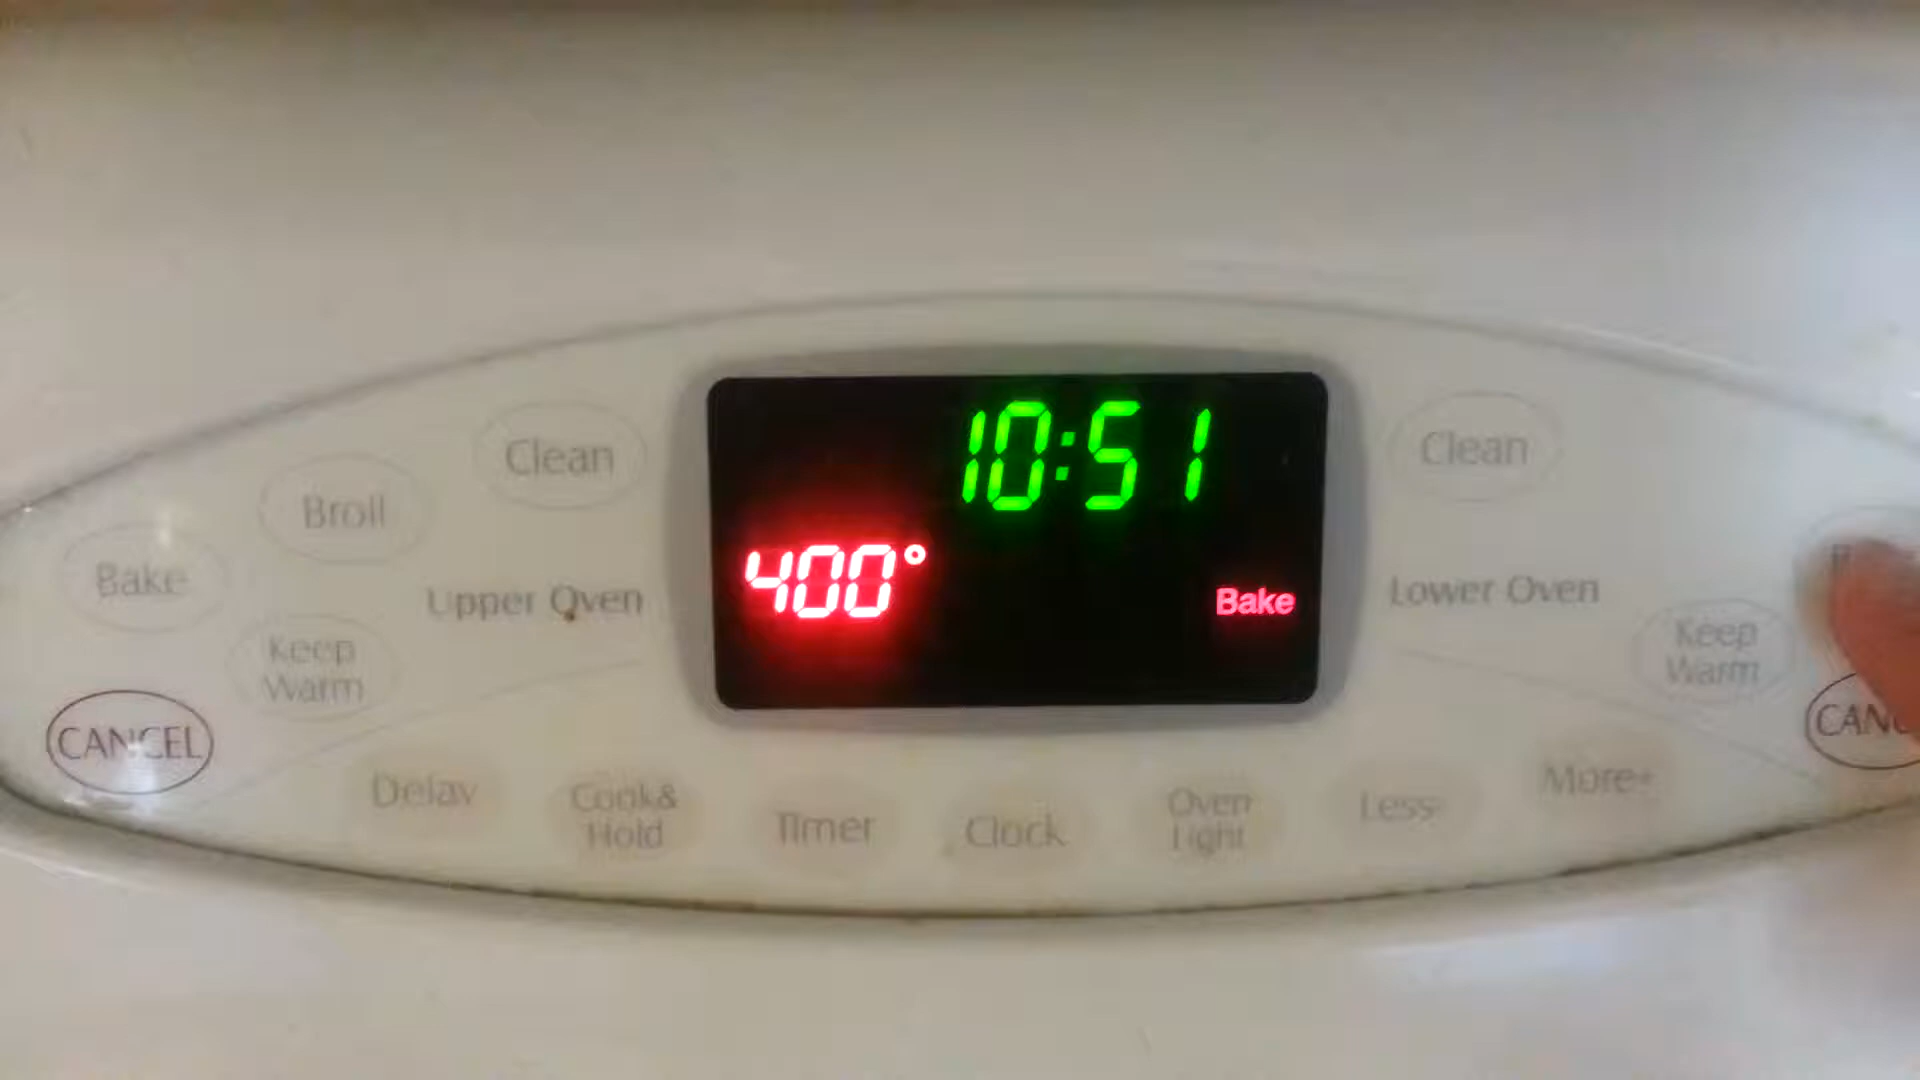 10:51
400°
Bake
Clean
Broil
Bake
Upper Oven
Keep
Warm
CANCEL
Clean
Lower Oven
Keep
Warm
Delay
Cook&
Hold
Timer
Clock
Oven
Light
Less-
More+